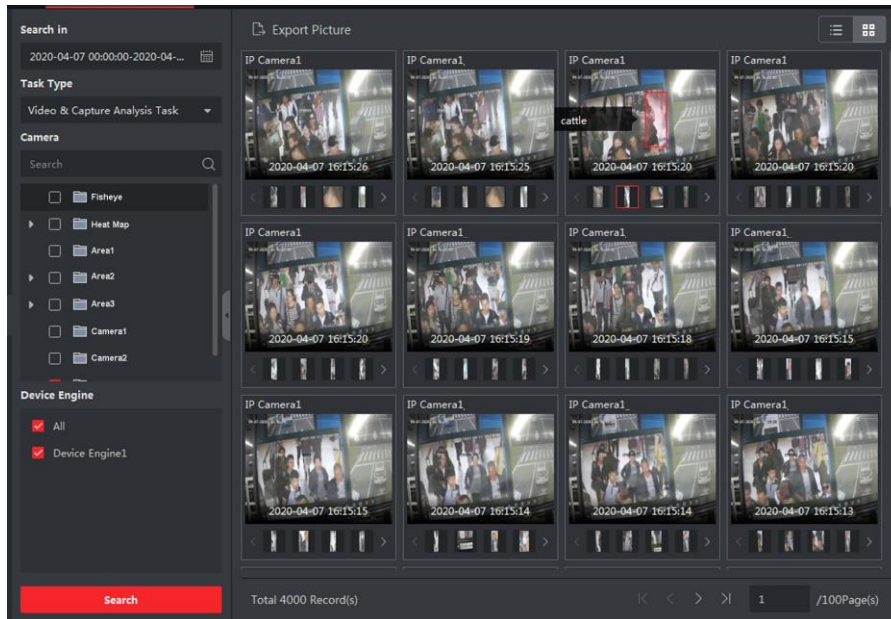 Search in
2020-04-07 00:00:00-2020-04-...
Task Type
Video & Capture Analysis Task
Camera
Search
Fisheye
Heat Map
Area1
Area2
Area3
Camera1
Camera2
Device Engine
All
Device Engine1
Search
Export Picture
IP Camera1
IP Camera1
IP Camera1
IP Camera1
cattle
2020-04-07 16:15:26
2020-04-07 16:15:25
2020-04-07 16:15:20
2020-04-07 16:15:20
IP Camera1
IP Camera1
IP Camera1
IP Camera1
2020-04-07 16:15:20
2020-04-07 16:15:19
2020-04-07 16:15:18
2020-04-07 16:15:15
IP Camera1
IP Camera1
IP Camera1
IP Camera1
2020-04-07 16:15:15
2020-04-07 16:15:14
2020-04-07 16:15:14
2020-04-07 16:15:13
Total 4000 Record(s)
1
/100Page(s)